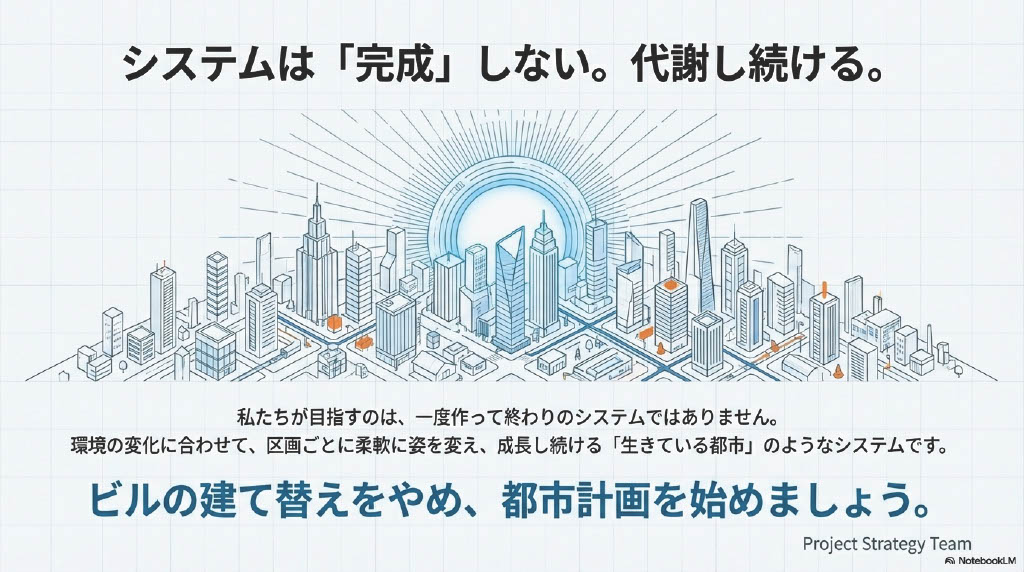 システムは「完成」しない。代謝し続ける。
私たちが目指すのは、一度作って終わりのシステムではありません。
環境の変化に合わせて、区画ごとに柔軟に姿を変え、成長し続ける「生きている都市」のようなシステムです。
ビルの建て替えをやめ、都市計画を始めましょう。
Project Strategy Team
NotebookLM